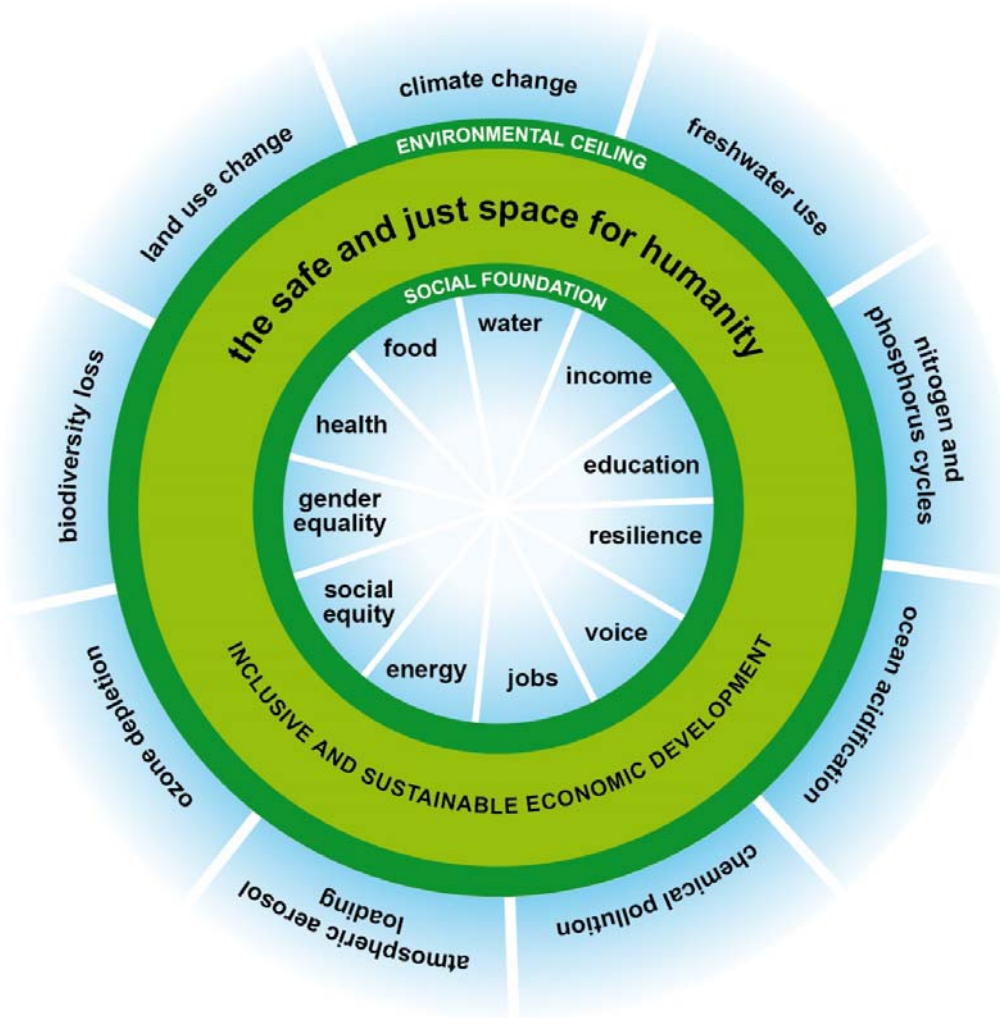 climate change
freshwater use
nitrogen and
phosphorus cycles
ocean acidification
chemical pollution
atmospheric aerosol
loading
ozone depletion
biodiversity loss
land use change
ENVIRONMENTAL CEILING
the safe and just space for humanity
SOCIAL FOUNDATION
water
income
education
resilience
voice
jobs
energy
social
equity
gender
equality
health
food
INCLUSIVE AND SUSTAINABLE ECONOMIC DEVELOPMENT